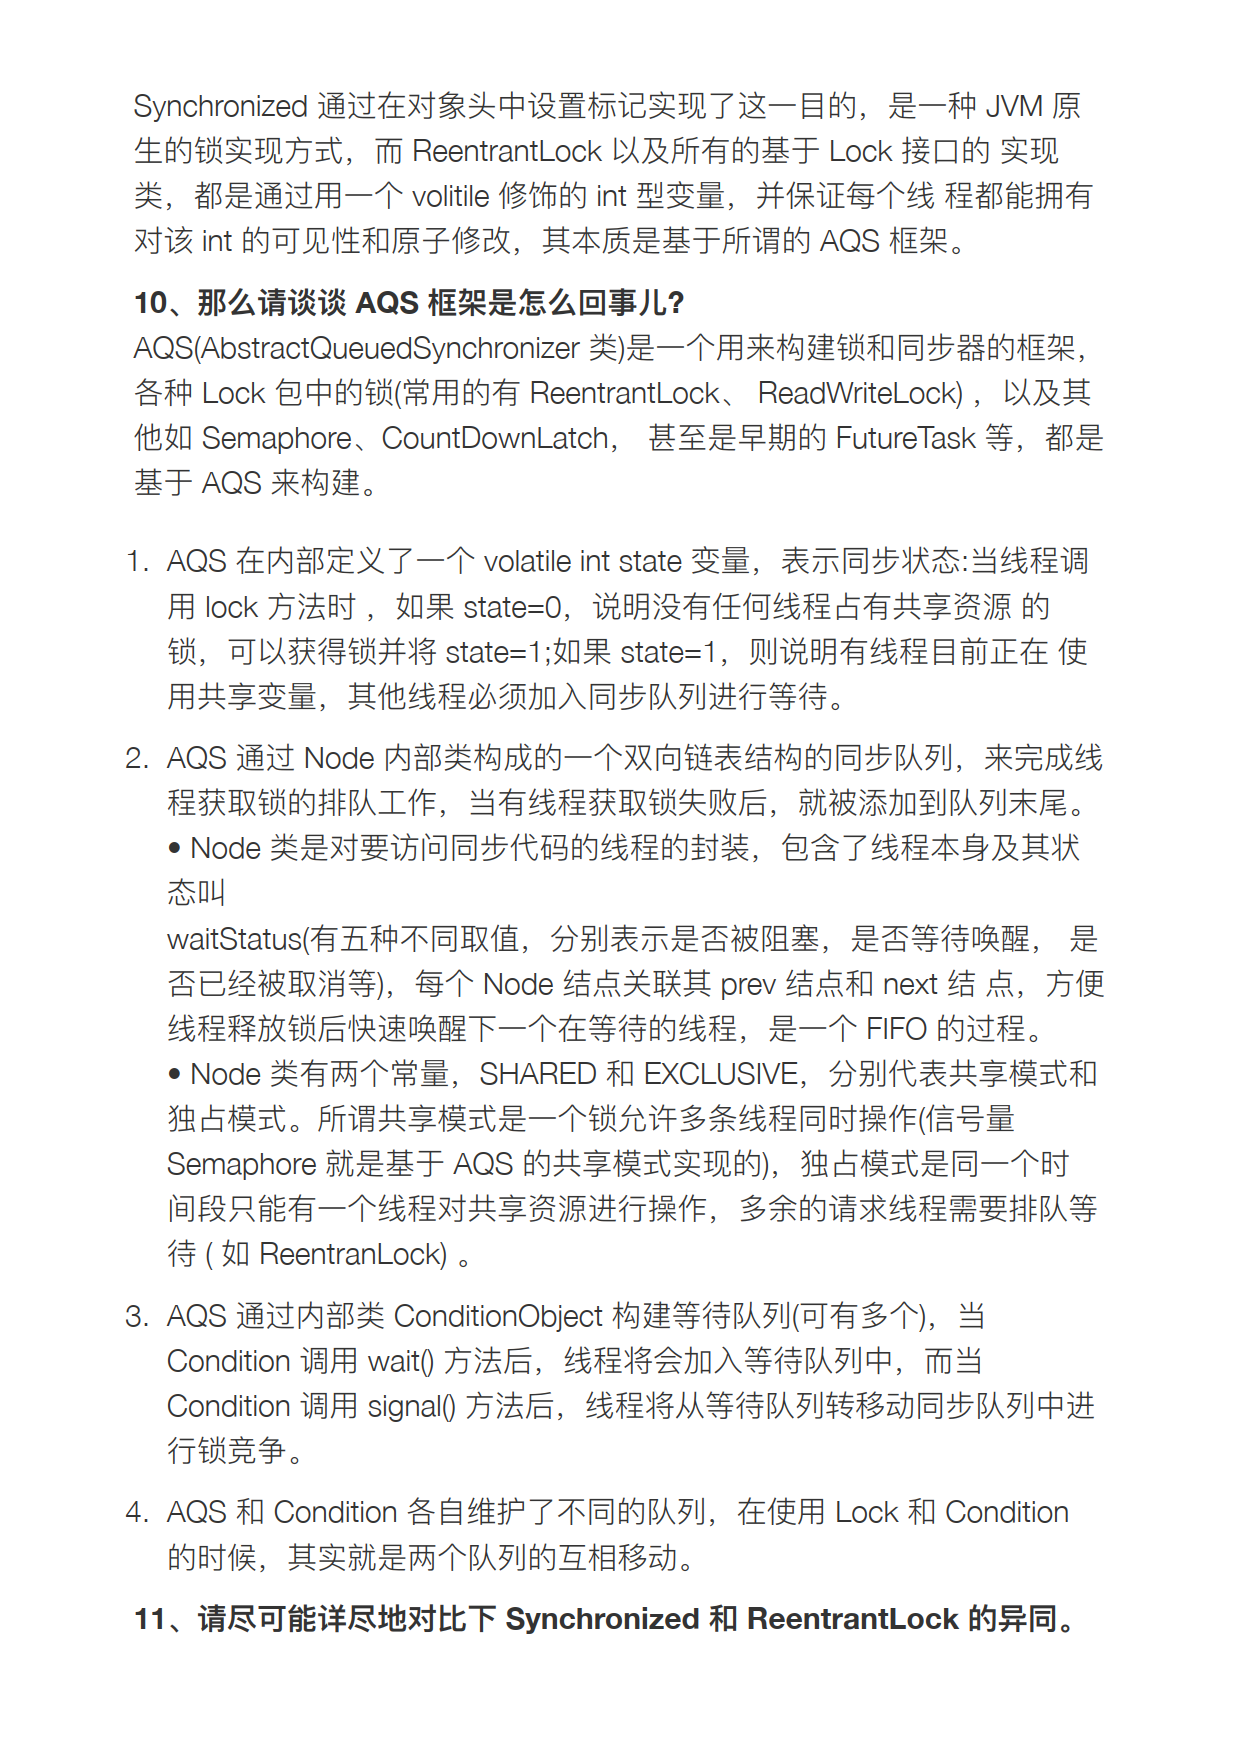 Synchronized 通过在对象头中设置标记实现了这一目的，是一种 JVM 原
生的锁实现方式，而 ReentrantLock 以及所有的基于 Lock 接口的 实现
类，都是通过用一个 volitile 修饰的 int 型变量，并保证每个线 程都能拥有
对该 int 的可见性和原子修改，其本质是基于所谓的 AQS 框架。
10、那么请谈谈 AQS 框架是怎么回事儿?
AQS(AbstractQueuedSynchronizer 类)是一个用来构建锁和同步器的框架，
各种 Lock 包中的锁(常用的有 ReentrantLock、 ReadWriteLock) ，以及其
他如 Semaphore、CountDownLatch， 甚至是早期的 FutureTask 等，都是
基于 AQS 来构建。
1. AQS 在内部定义了一个 volatile int state 变量，表示同步状态:当线程调
用 lock 方法时 ，如果 state=0，说明没有任何线程占有共享资源 的
锁，可以获得锁并将 state=1;如果 state=1，则说明有线程目前正在 使
用共享变量，其他线程必须加入同步队列进行等待。
2. AQS 通过 Node 内部类构成的一个双向链表结构的同步队列，来完成线
程获取锁的排队工作，当有线程获取锁失败后，就被添加到队列末尾。
• Node 类是对要访问同步代码的线程的封装，包含了线程本身及其状
态叫
waitStatus(有五种不同取值，分别表示是否被阻塞，是否等待唤醒， 是
否已经被取消等)，每个 Node 结点关联其 prev 结点和 next 结 点，方便
线程释放锁后快速唤醒下一个在等待的线程，是一个 FIFO 的过程。
• Node 类有两个常量，SHARED 和 EXCLUSIVE，分别代表共享模式和
独占模式。所谓共享模式是一个锁允许多条线程同时操作(信号量
Semaphore 就是基于 AQS 的共享模式实现的)，独占模式是同一个时
间段只能有一个线程对共享资源进行操作，多余的请求线程需要排队等
待 ( 如 ReentranLock) 。
3. AQS 通过内部类 ConditionObject 构建等待队列(可有多个)，当
Condition 调用 wait() 方法后，线程将会加入等待队列中，而当
Condition 调用 signal() 方法后，线程将从等待队列转移动同步队列中进
行锁竞争。
4. AQS 和 Condition 各自维护了不同的队列，在使用 Lock 和 Condition
的时候，其实就是两个队列的互相移动。
11、请尽可能详尽地对比下 Synchronized 和 ReentrantLock 的异同。